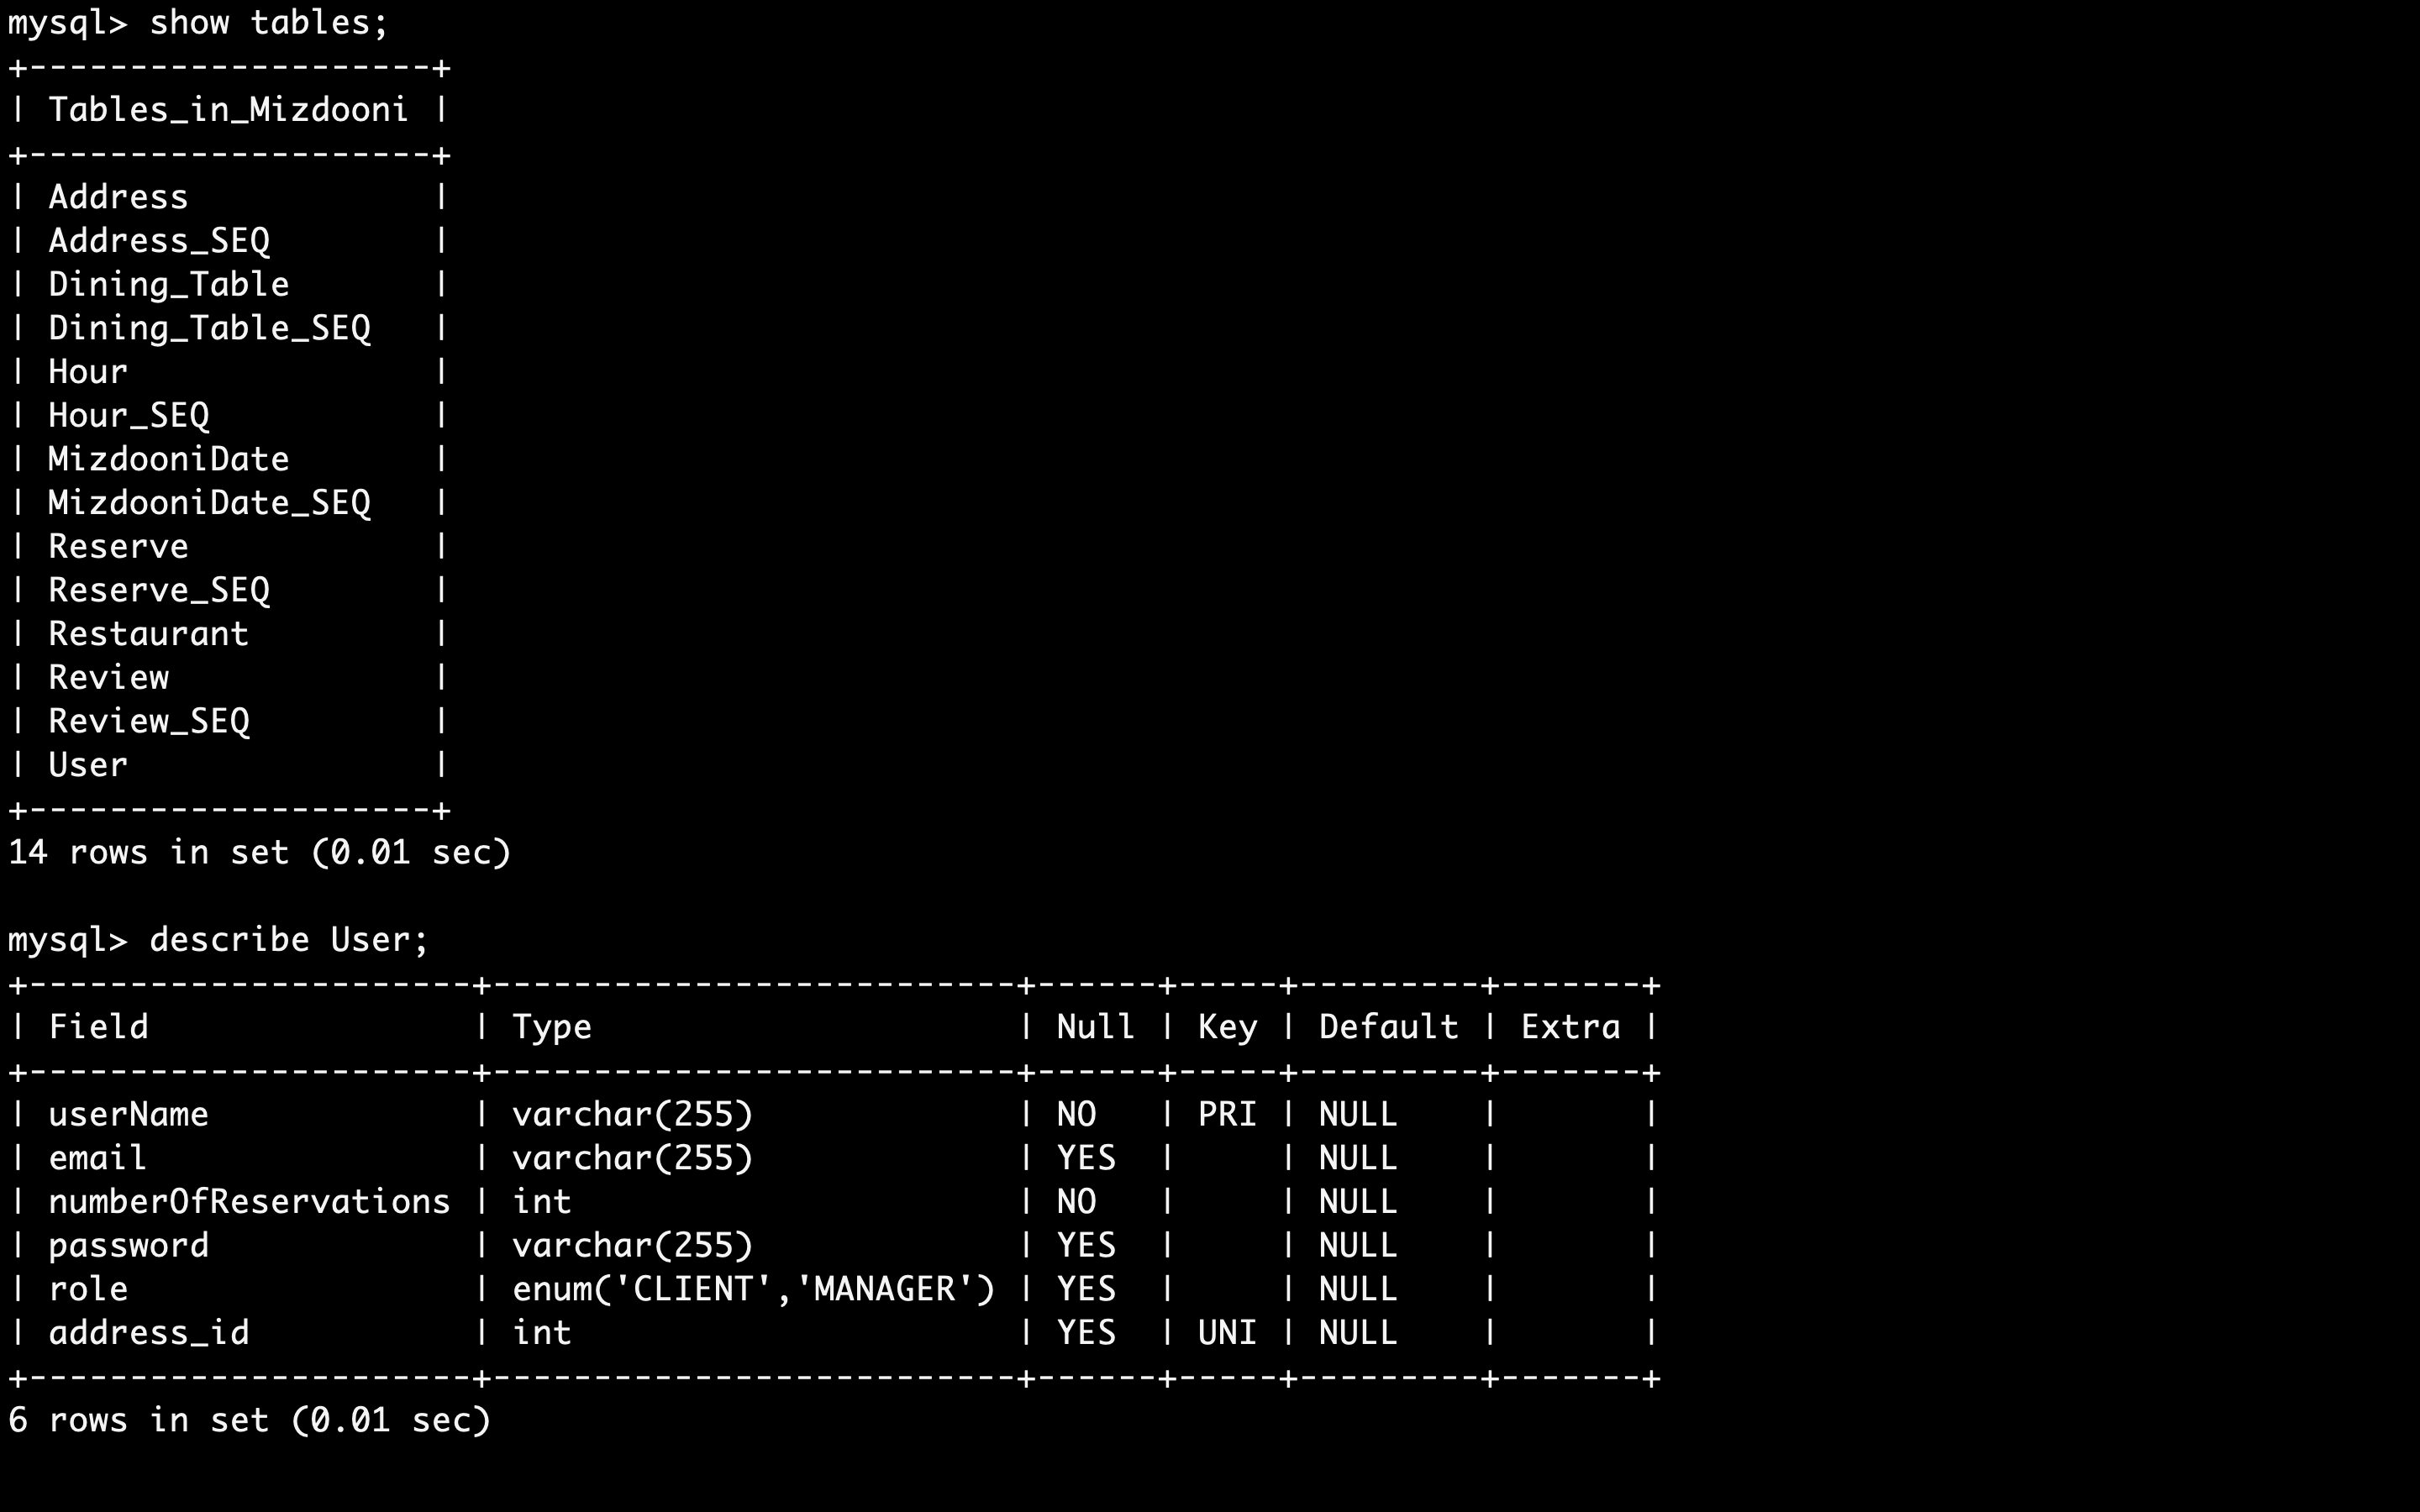 mysql> show tables;
+--------------------+
| Tables_in_Mizdooni |
+--------------------+
| Address            |
| Address_SEQ        |
| Dining_Table       |
| Dining_Table_SEQ   |
| Hour               |
| Hour_SEQ           |
| MizdooniDate       |
| MizdooniDate_SEQ   |
| Reserve            |
| Reserve_SEQ        |
| Restaurant         |
| Review             |
| Review_SEQ         |
| User               |
+--------------------+
14 rows in set (0.01 sec)

mysql> describe User;
+----------------------+--------------------------+------+-----+---------+-------+
| Field                | Type                     | Null | Key | Default | Extra |
+----------------------+--------------------------+------+-----+---------+-------+
| userName             | varchar(255)             | NO   | PRI | NULL    |       |
| email                | varchar(255)             | YES  |     | NULL    |       |
| numberOfReservations | int                      | NO   |     | NULL    |       |
| password             | varchar(255)             | YES  |     | NULL    |       |
| role                 | enum('CLIENT','MANAGER') | YES  |     | NULL    |       |
| address_id           | int                      | YES  | UNI | NULL    |       |
+----------------------+--------------------------+------+-----+---------+-------+
6 rows in set (0.01 sec)